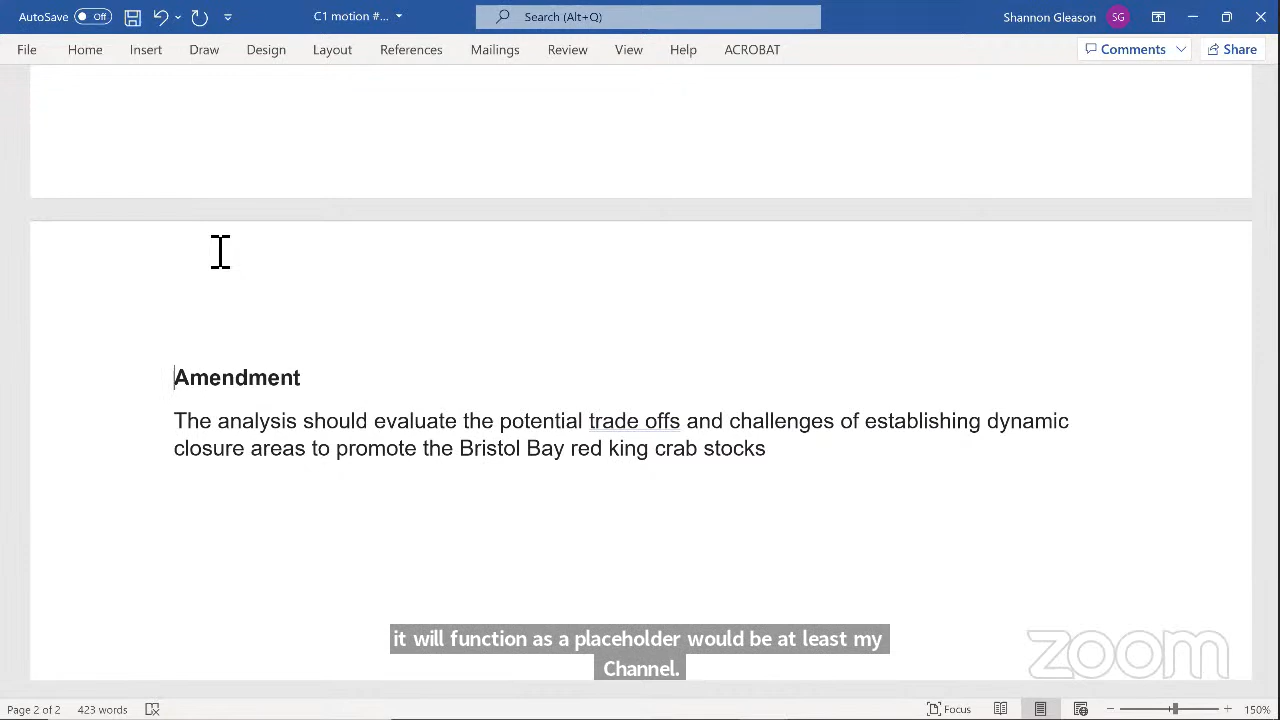 AutoSave Off C1 motion #... Search (Alt+Q) Shannon Gleason SG
File Home Insert Draw Design Layout References Mailings Review View Help ACROBAT Comments Share
Amendment
The analysis should evaluate the potential trade offs and challenges of establishing dynamic
closure areas to promote the Bristol Bay red king crab stocks
it will function as a placeholder would be at least my
Channel.
zoom
Page 2 of 2 423 words Focus 150%